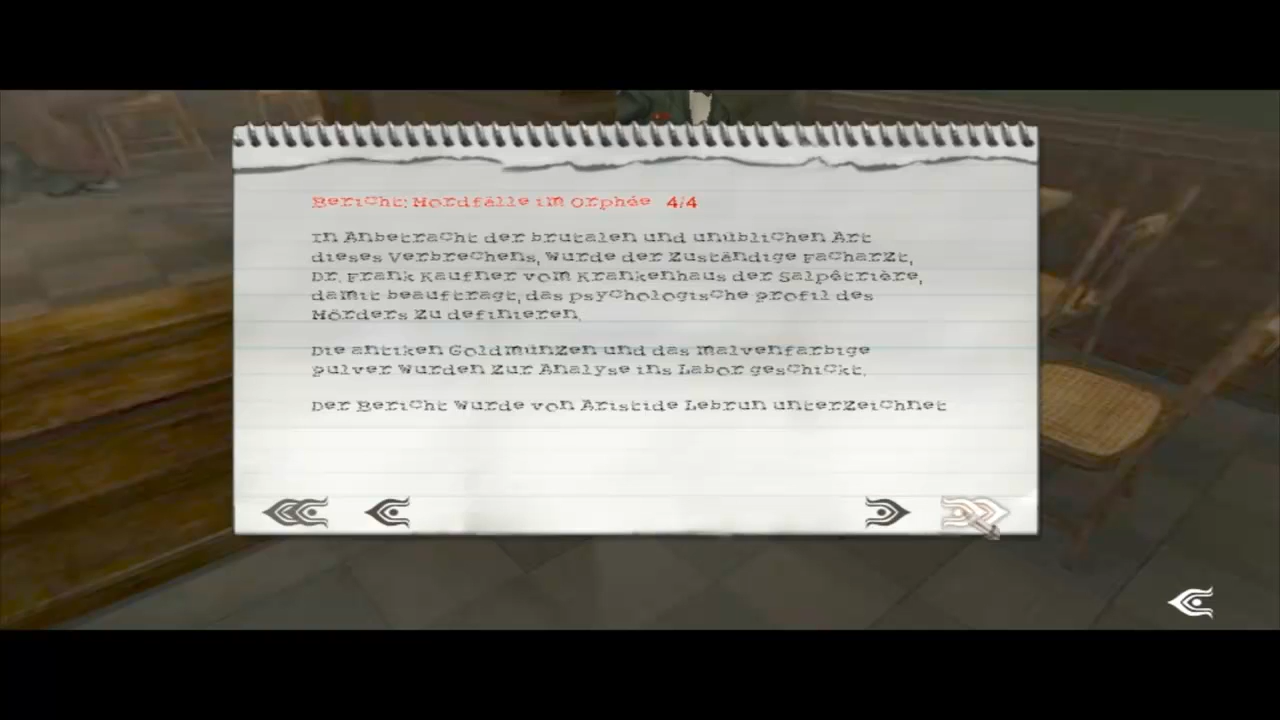 Bericht: Mordfälle im Orphée 4/4
In Anbetracht der brutalen und unüblichen Art
dieses Verbrechens, wurde der zuständige Facharzt,
Dr. Frank Kaufner vom Krankenhaus der Salpêtrière,
damit beauftragt, das psychologische Profil des
Mörders zu definieren.
Die antiken Goldmünzen und das malvenfarbige
Pulver wurden zur Analyse ins Labor geschickt.
Der Bericht wurde von Aristide Lebrun unterzeichnet